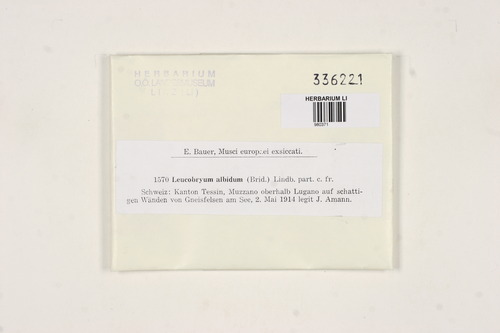 HERBARIUM
336221
HERBARIUM LI
960371
E. Bauer, Musci europaei exsiccati.
1570 Leucobryum albidum (Brid.) Lindb. part. c. fr.
Schweiz: Kanton Tessin, Muzzano oberhalb Lugano auf schatti-
gen Wänden von Gneisfelsen am See, 2. Mai 1914 legit J. Amann.